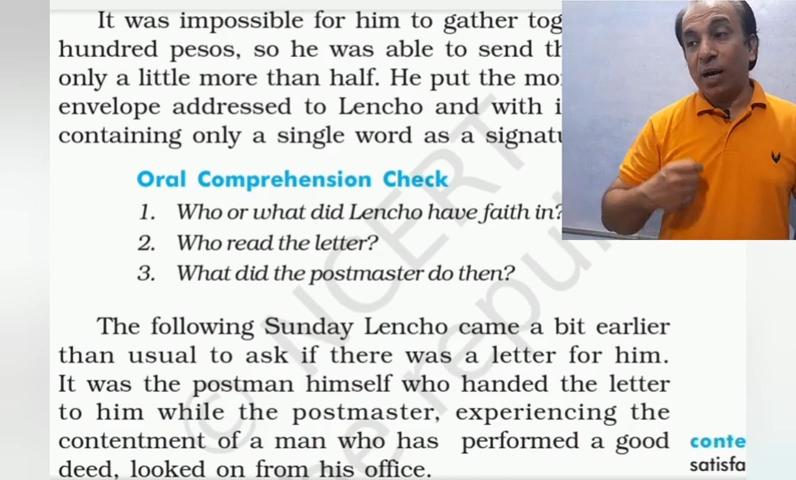 It was impossible for him to gather tog
hundred pesos, so he was able to send th
only a little more than half. He put the mo
envelope addressed to Lencho and with i
containing only a single word as a signatu
Oral Comprehension Check
1. Who or what did Lencho have faith in?
2. Who read the letter?
3. What did the postmaster do then?
The following Sunday Lencho came a bit earlier
than usual to ask if there was a letter for him.
It was the postman himself who handed the letter
to him while the postmaster, experiencing the
contentment of a man who has performed a good
deed, looked on from his office.
conte
satisfa
© NCERT
be republ